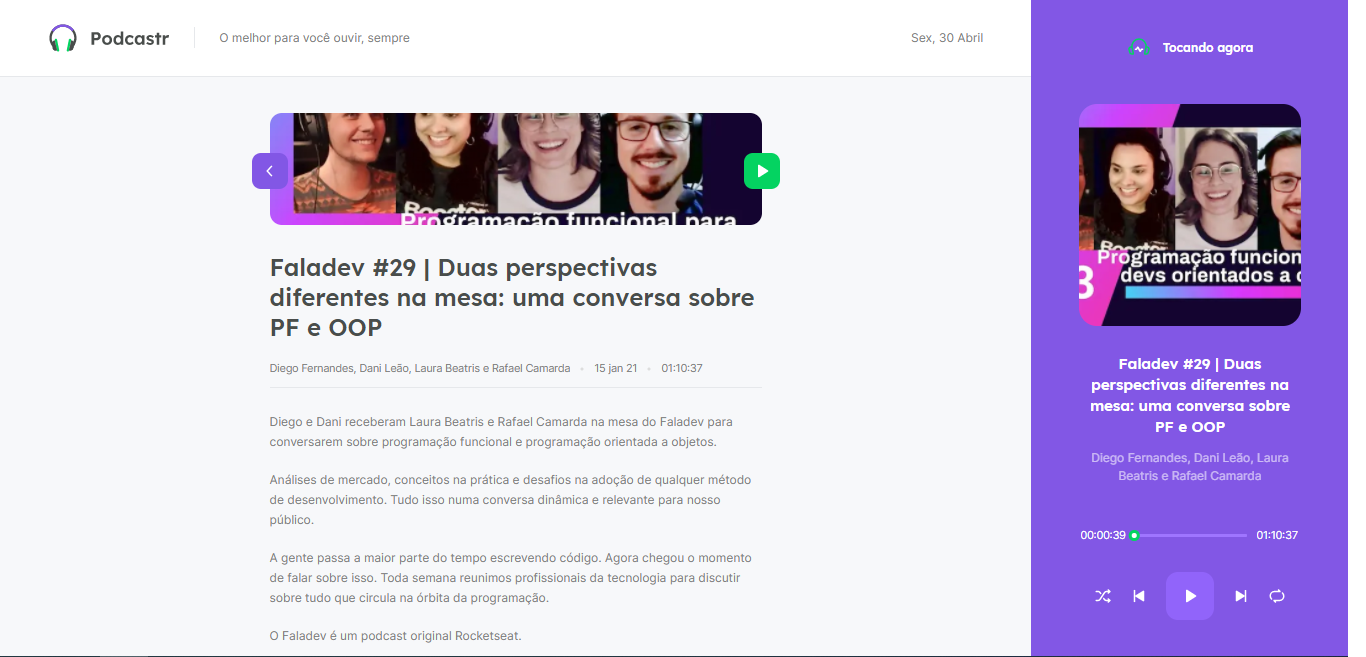 Podcastr
O melhor para você ouvir, sempre
Sex, 30 Abril
Programação funcional para
Faladev #29 | Duas perspectivas
diferentes na mesa: uma conversa sobre
PF e OOP
Diego Fernandes, Dani Leão, Laura Beatris e Rafael Camarda • 15 jan 21 • 01:10:37
Diego e Dani receberam Laura Beatris e Rafael Camarda na mesa do Faladev para
conversarem sobre programação funcional e programação orientada a objetos.
Análises de mercado, conceitos na prática e desafios na adoção de qualquer método
de desenvolvimento. Tudo isso numa conversa dinâmica e relevante para nosso
público.
A gente passa a maior parte do tempo escrevendo código. Agora chegou o momento
de falar sobre isso. Toda semana reunimos profissionais da tecnologia para discutir
sobre tudo que circula na órbita da programação.
O Faladev é um podcast original Rocketseat.
Tocando agora
Programação funcion
3 devs orientados a o
Faladev #29 | Duas
perspectivas diferentes na
mesa: uma conversa sobre
PF e OOP
Diego Fernandes, Dani Leão, Laura
Beatris e Rafael Camarda
00:00:39 01:10:37